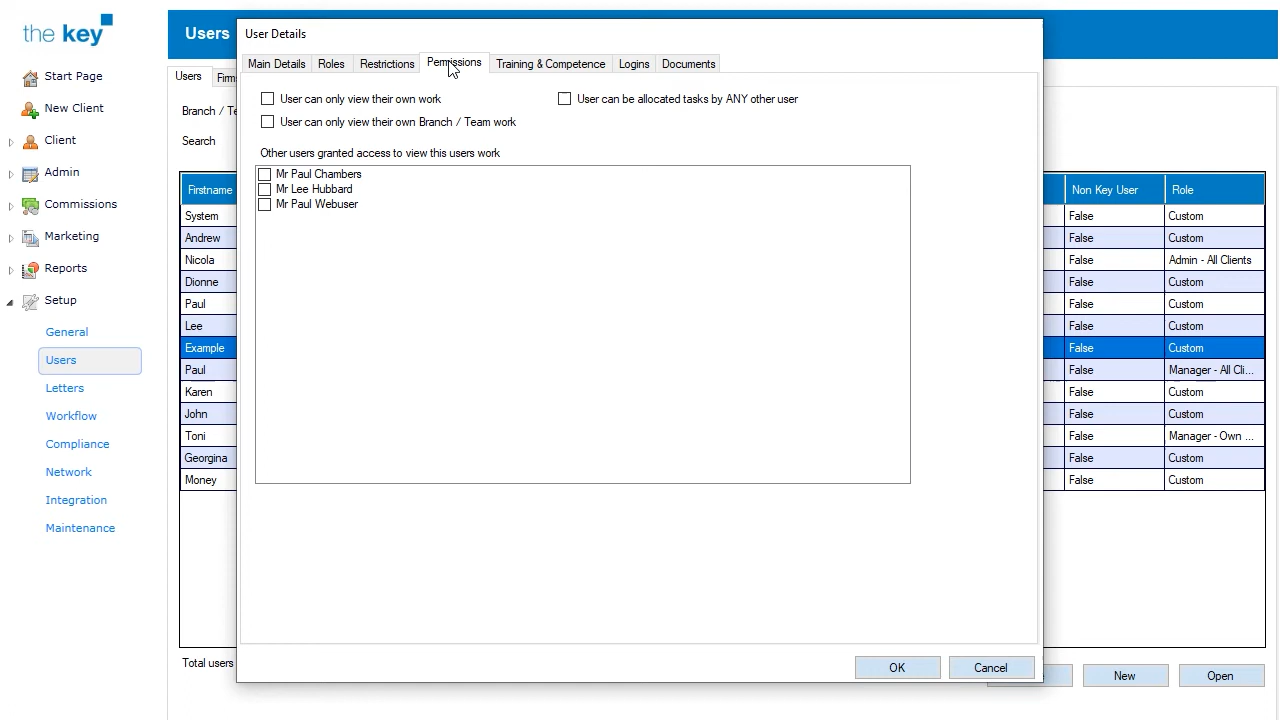 the key
Start Page
New Client
Client
Admin
Commissions
Marketing
Reports
Setup
General
Users
Letters
Workflow
Compliance
Network
Integration
Maintenance
Users
Users
Firms
Branch / Te
Search
Firstname
System
Andrew
Nicola
Dionne
Paul
Lee
Example
Paul
Karen
John
Toni
Georgina
Money
Total users
User Details
Main Details Roles Restrictions Permissions Training & Competence Logins Documents
User can only view their own work
User can be allocated tasks by ANY other user
User can only view their own Branch / Team work
Other users granted access to view this users work
Mr Paul Chambers
Mr Lee Hubbard
Mr Paul Webuser
OK Cancel
Non Key User Role
False Custom
False Custom
False Admin - All Clients
False Custom
False Custom
False Custom
False Custom
False Manager - All Cli...
False Custom
False Custom
False Manager - Own ...
False Custom
False Custom
New Open